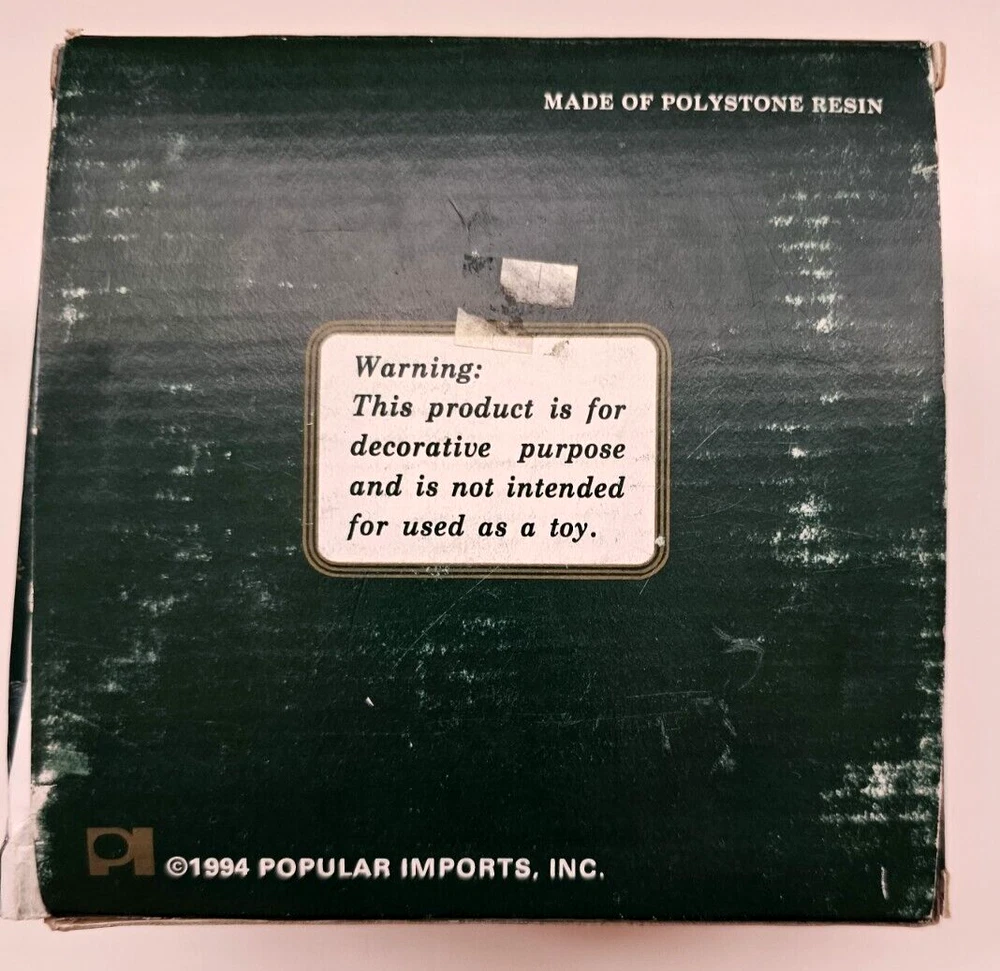 MADE OF POLYSTONE RESIN
Warning:
This product is for
decorative purpose
and is not intended
for used as a toy.
PI ©1994 POPULAR IMPORTS, INC.